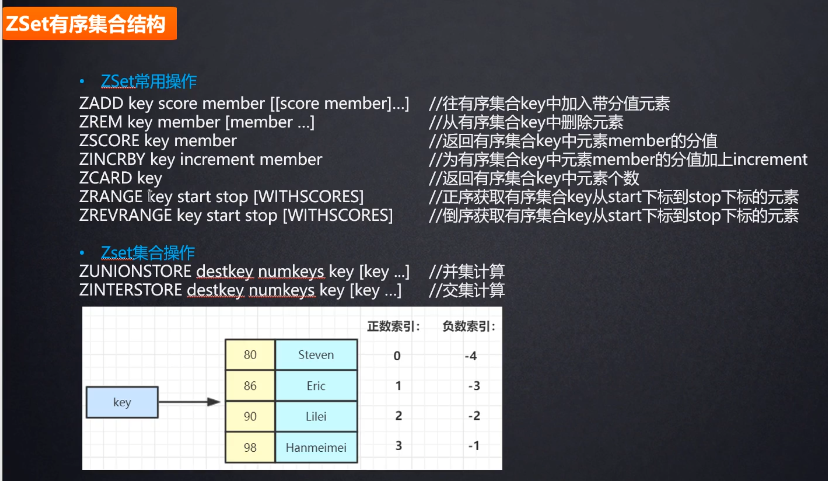 ZSet有序集合结构
• ZSet常用操作
ZADD key score member [[score member]…] //往有序集合key中加入带分值元素
ZREM key member [member …] //从有序集合key中删除元素
ZSCORE key member //返回有序集合key中元素member的分值
ZINCRBY key increment member //为有序集合key中元素member的分值加上increment
ZCARD key //返回有序集合key中元素个数
ZRANGE key start stop [WITHSCORES] //正序获取有序集合key从start下标到stop下标的元素
ZREVRANGE key start stop [WITHSCORES] //倒序获取有序集合key从start下标到stop下标的元素
• Zset集合操作
ZUNIONSTORE destkey numkeys key [key ...] //并集计算
ZINTERSTORE destkey numkeys key [key …] //交集计算
正数索引: 负数索引:
80 Steven 0 -4
86 Eric 1 -3
key
90 Lilei 2 -2
98 Hanmeimei 3 -1